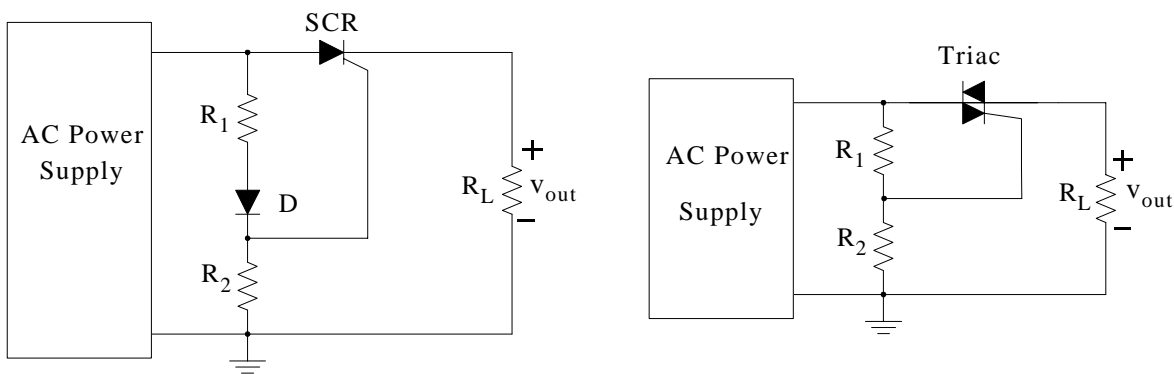 SCR
R1
AC Power
Supply
D
R2
RL
+
vout
−
Triac
AC Power
Supply
R1
R2
RL
+
vout
−